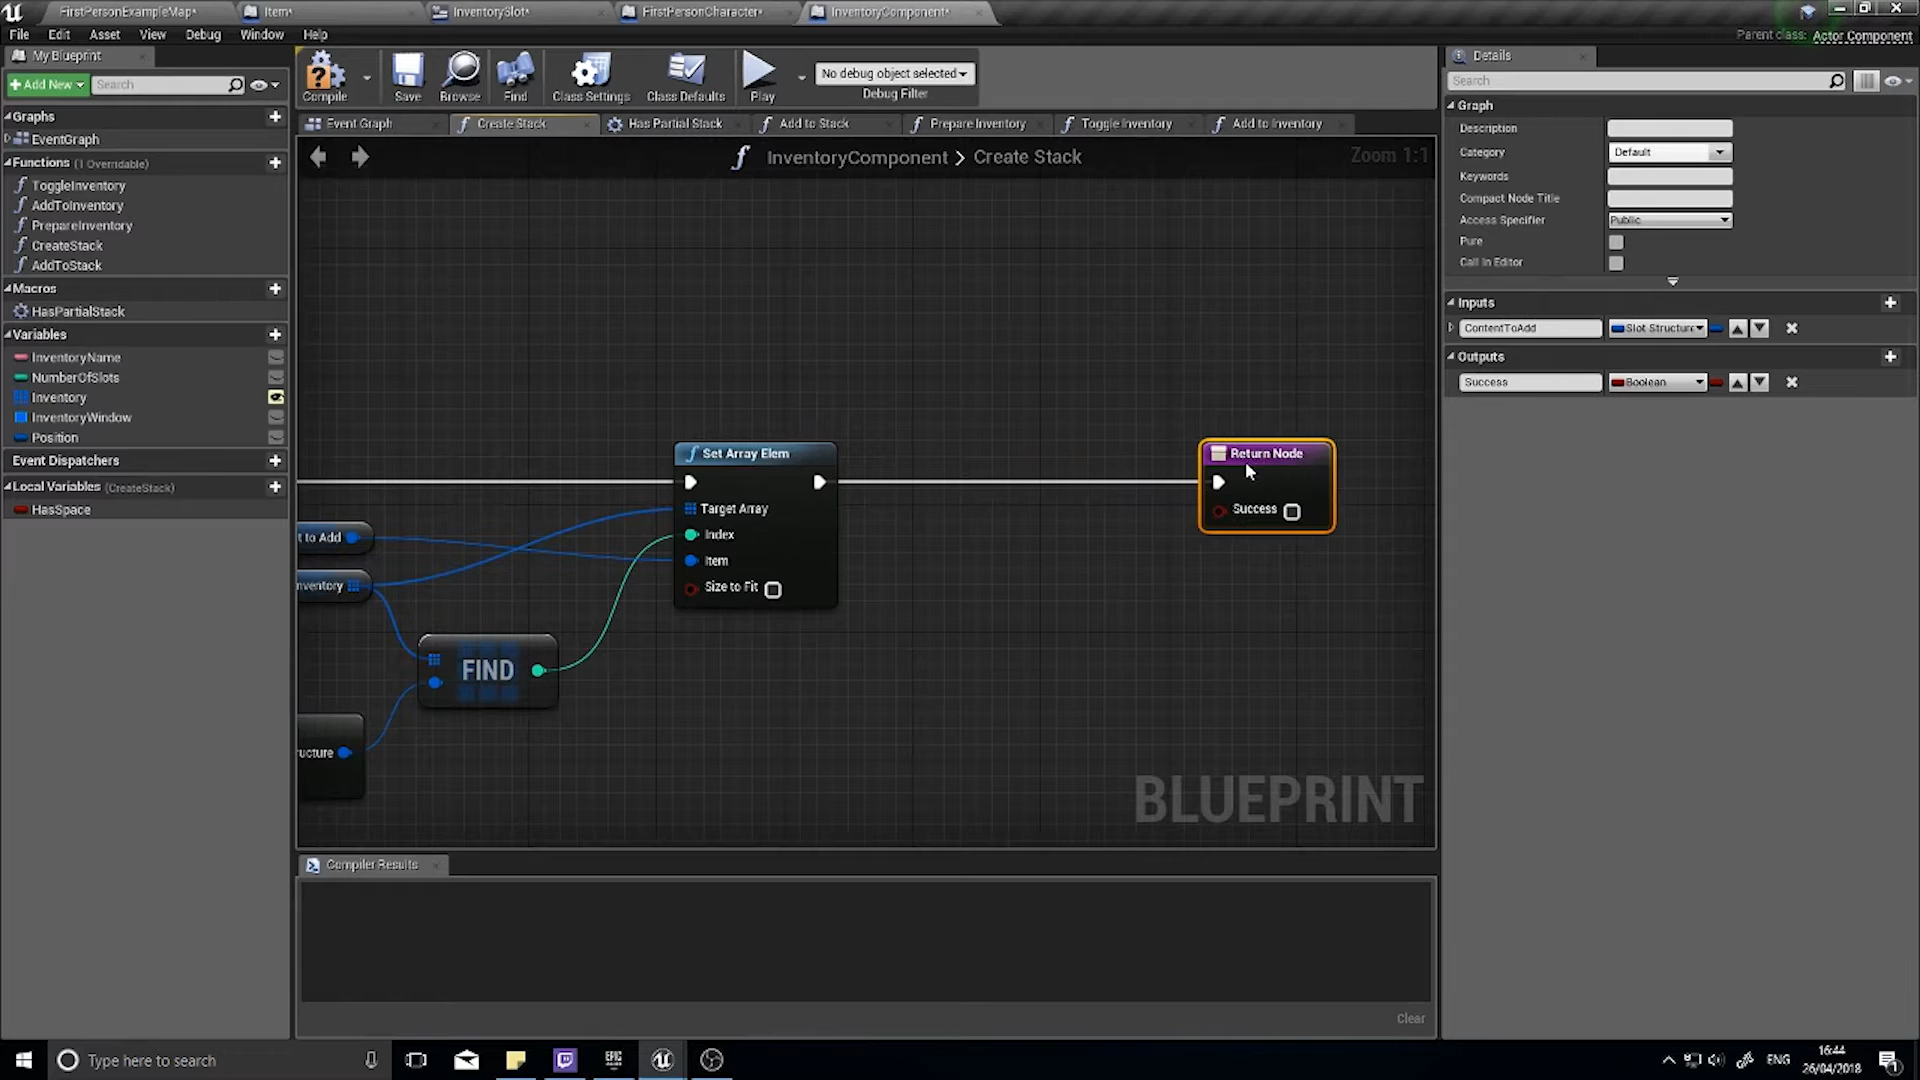 FirstPersonExampleMap*
Item*
InventorySlot*
FirstPersonCharacter*
InventoryComponent*
File Edit Asset View Debug Window Help
Parent class: Actor Component
My Blueprint
Add New
Search
Compile
Save
Browse
Find
Class Settings
Class Defaults
Play
No debug object selected
Debug Filter
Details
Search
Graphs
EventGraph
Functions (1 Overridable)
ToggleInventory
AddToInventory
PrepareInventory
CreateStack
AddToStack
Macros
HasPartialStack
Variables
InventoryName
NumberOfSlots
Inventory
InventoryWindow
Position
Event Dispatchers
Local Variables (CreateStack)
HasSpace
Event Graph
Create Stack
Has Partial Stack
Add to Stack
Prepare Inventory
Toggle Inventory
Add to Inventory
InventoryComponent > Create Stack
Zoom 1:1
Set Array Elem
Target Array
Index
Item
Size to Fit
t to Add
nventory
FIND
ucture
Return Node
Success
BLUEPRINT
Compiler Results
Clear
Graph
Description
Category
Default
Keywords
Compact Node Title
Access Specifier
Public
Pure
Call In Editor
Inputs
ContentToAdd
Slot Structure
Outputs
Success
Boolean
Type here to search
EPIC
ENG
16:44
26/04/2018
1